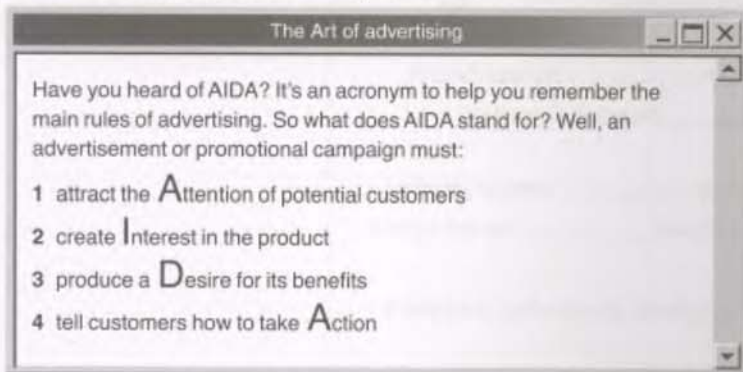 The Art of advertising
Have you heard of AIDA? It's an acronym to help you remember the
main rules of advertising. So what does AIDA stand for? Well, an
advertisement or promotional campaign must:
1 attract the Attention of potential customers
2 create Interest in the product
3 produce a Desire for its benefits
4 tell customers how to take Action